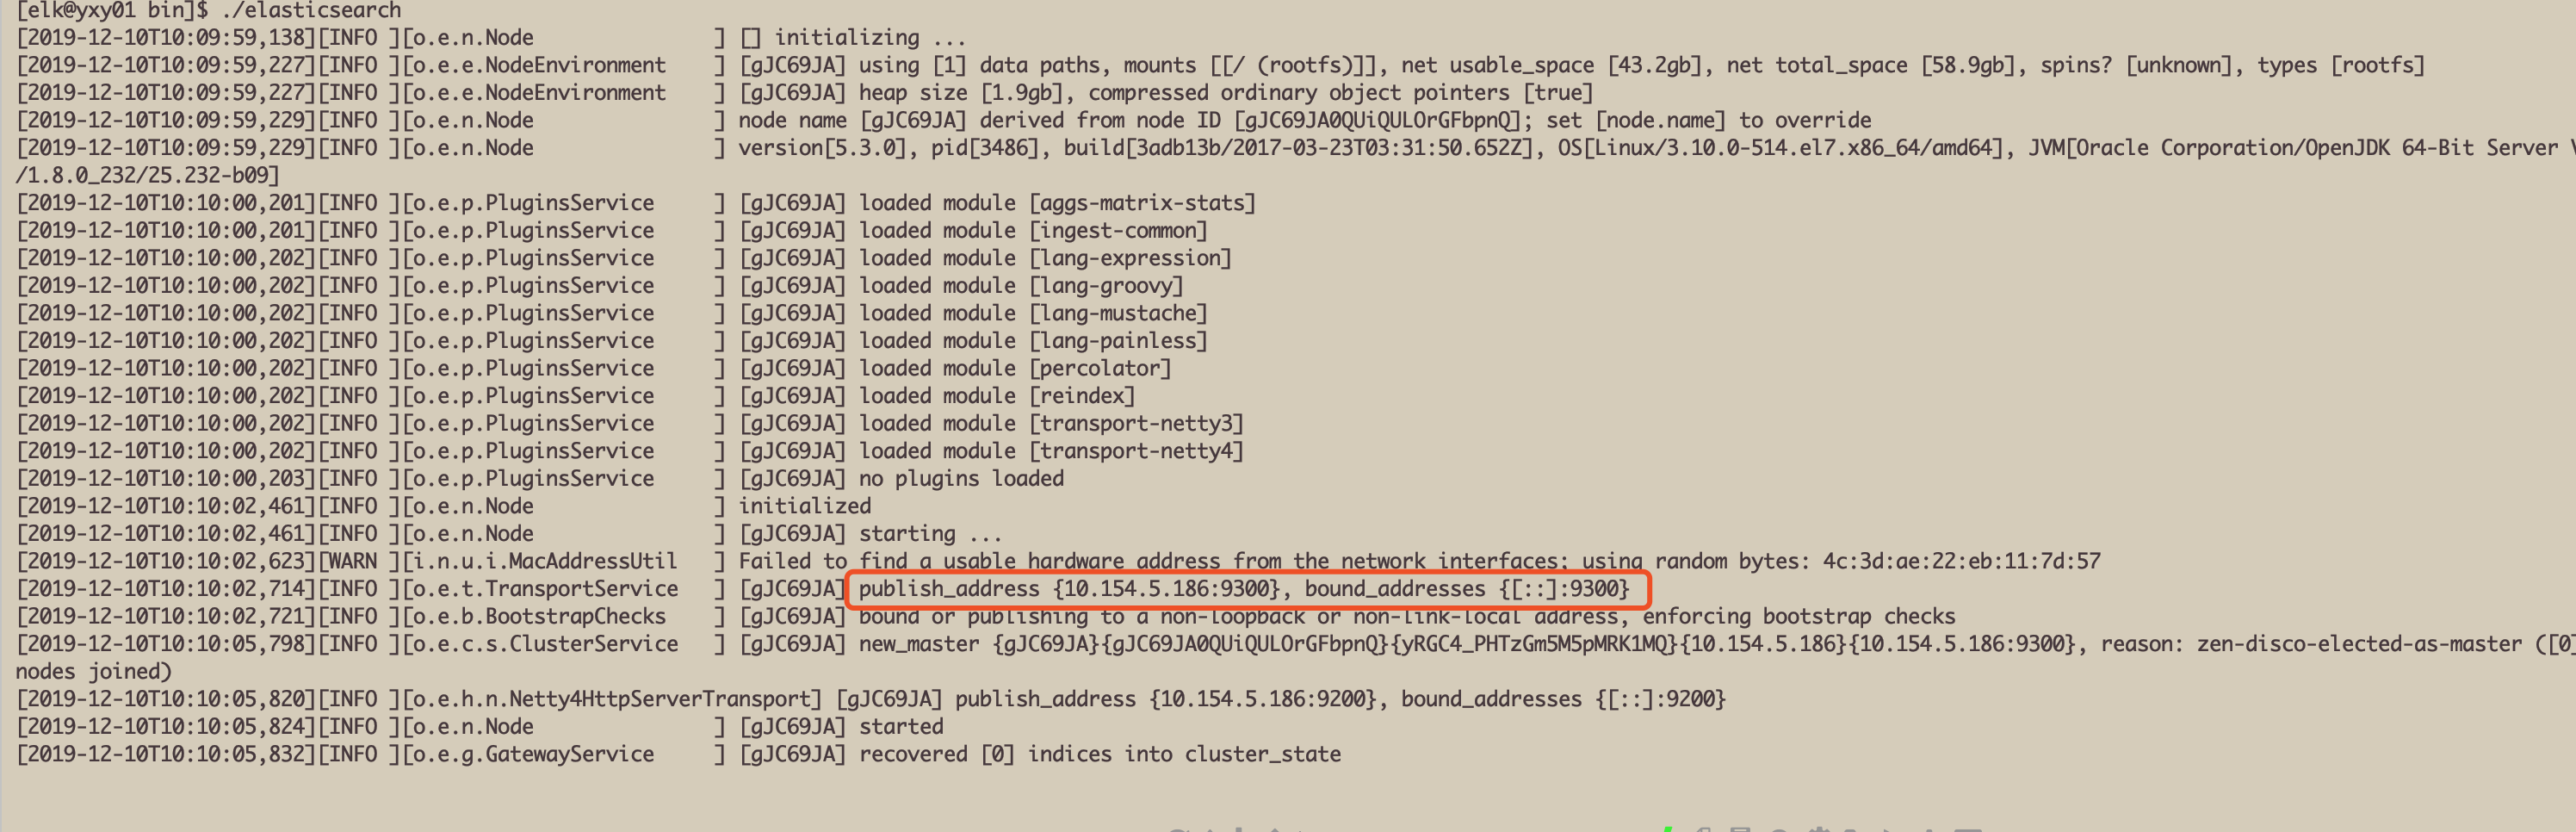 [elk@yxy01 bin]$ ./elasticsearch
[2019-12-10T10:09:59,138][INFO ][o.e.n.Node               ] [] initializing ...
[2019-12-10T10:09:59,227][INFO ][o.e.e.NodeEnvironment    ] [gJC69JA] using [1] data paths, mounts [[/ (rootfs)]], net usable_space [43.2gb], net total_space [58.9gb], spins? [unknown], types [rootfs]
[2019-12-10T10:09:59,227][INFO ][o.e.e.NodeEnvironment    ] [gJC69JA] heap size [1.9gb], compressed ordinary object pointers [true]
[2019-12-10T10:09:59,229][INFO ][o.e.n.Node               ] node name [gJC69JA] derived from node ID [gJC69JA0QUiQULOrGFbpnQ]; set [node.name] to override
[2019-12-10T10:09:59,229][INFO ][o.e.n.Node               ] version[5.3.0], pid[3486], build[3adb13b/2017-03-23T03:31:50.652Z], OS[Linux/3.10.0-514.el7.x86_64/amd64], JVM[Oracle Corporation/OpenJDK 64-Bit Server
/1.8.0_232/25.232-b09]
[2019-12-10T10:10:00,201][INFO ][o.e.p.PluginsService     ] [gJC69JA] loaded module [aggs-matrix-stats]
[2019-12-10T10:10:00,201][INFO ][o.e.p.PluginsService     ] [gJC69JA] loaded module [ingest-common]
[2019-12-10T10:10:00,202][INFO ][o.e.p.PluginsService     ] [gJC69JA] loaded module [lang-expression]
[2019-12-10T10:10:00,202][INFO ][o.e.p.PluginsService     ] [gJC69JA] loaded module [lang-groovy]
[2019-12-10T10:10:00,202][INFO ][o.e.p.PluginsService     ] [gJC69JA] loaded module [lang-mustache]
[2019-12-10T10:10:00,202][INFO ][o.e.p.PluginsService     ] [gJC69JA] loaded module [lang-painless]
[2019-12-10T10:10:00,202][INFO ][o.e.p.PluginsService     ] [gJC69JA] loaded module [percolator]
[2019-12-10T10:10:00,202][INFO ][o.e.p.PluginsService     ] [gJC69JA] loaded module [reindex]
[2019-12-10T10:10:00,202][INFO ][o.e.p.PluginsService     ] [gJC69JA] loaded module [transport-netty3]
[2019-12-10T10:10:00,202][INFO ][o.e.p.PluginsService     ] [gJC69JA] loaded module [transport-netty4]
[2019-12-10T10:10:00,203][INFO ][o.e.p.PluginsService     ] [gJC69JA] no plugins loaded
[2019-12-10T10:10:02,461][INFO ][o.e.n.Node               ] initialized
[2019-12-10T10:10:02,461][INFO ][o.e.n.Node               ] [gJC69JA] starting ...
[2019-12-10T10:10:02,623][WARN ][i.n.u.i.MacAddressUtil   ] Failed to find a usable hardware address from the network interfaces; using random bytes: 4c:3d:ae:22:eb:11:7d:57
[2019-12-10T10:10:02,714][INFO ][o.e.t.TransportService   ] [gJC69JA] publish_address {10.154.5.186:9300}, bound_addresses {[::]:9300}
[2019-12-10T10:10:02,721][INFO ][o.e.b.BootstrapChecks    ] [gJC69JA] bound or publishing to a non-loopback or non-link-local address, enforcing bootstrap checks
[2019-12-10T10:10:05,798][INFO ][o.e.c.s.ClusterService   ] [gJC69JA] new_master {gJC69JA}{gJC69JA0QUiQULOrGFbpnQ}{yRGC4_PHTzGm5M5pMRK1MQ}{10.154.5.186}{10.154.5.186:9300}, reason: zen-disco-elected-as-master ([0]
nodes joined)
[2019-12-10T10:10:05,820][INFO ][o.e.h.n.Netty4HttpServerTransport] [gJC69JA] publish_address {10.154.5.186:9200}, bound_addresses {[::]:9200}
[2019-12-10T10:10:05,824][INFO ][o.e.n.Node               ] [gJC69JA] started
[2019-12-10T10:10:05,832][INFO ][o.e.g.GatewayService     ] [gJC69JA] recovered [0] indices into cluster_state